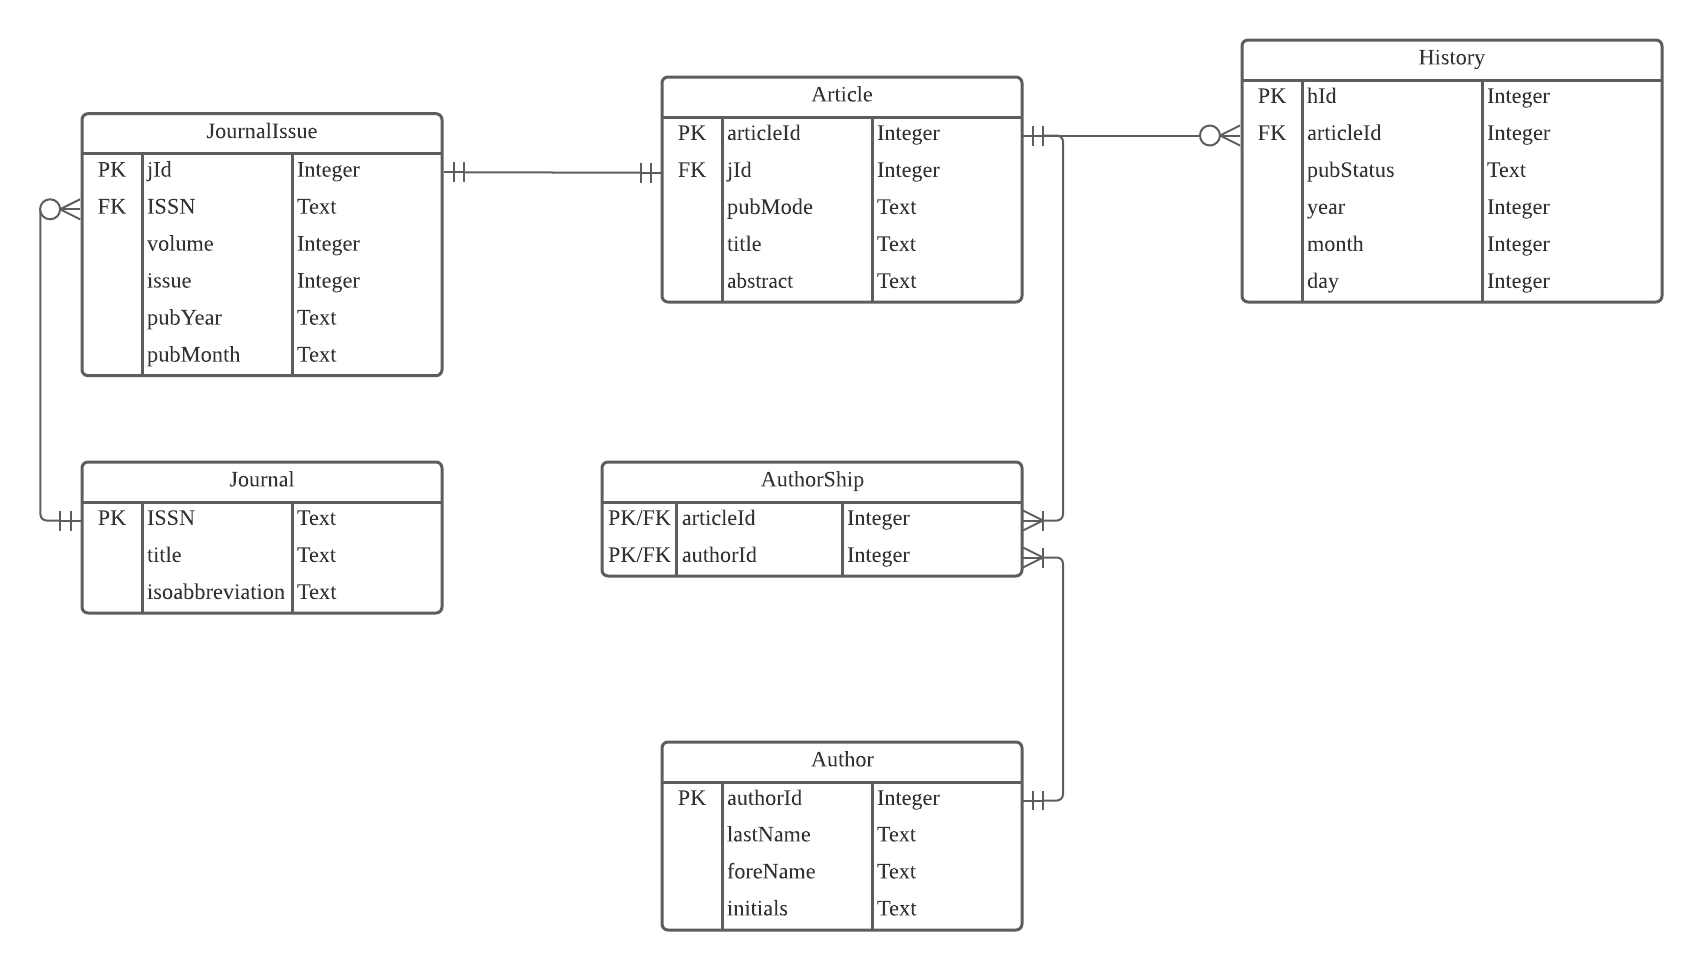 JournalIssue
PK jId Integer
FK ISSN Text
volume Integer
issue Integer
pubYear Text
pubMonth Text
Article
PK articleId Integer
FK jId Integer
pubMode Text
title Text
abstract Text
History
PK hId Integer
FK articleId Integer
pubStatus Text
year Integer
month Integer
day Integer
Journal
PK ISSN Text
title Text
isoabbreviation Text
AuthorShip
PK/FK articleId Integer
PK/FK authorId Integer
Author
PK authorId Integer
lastName Text
foreName Text
initials Text